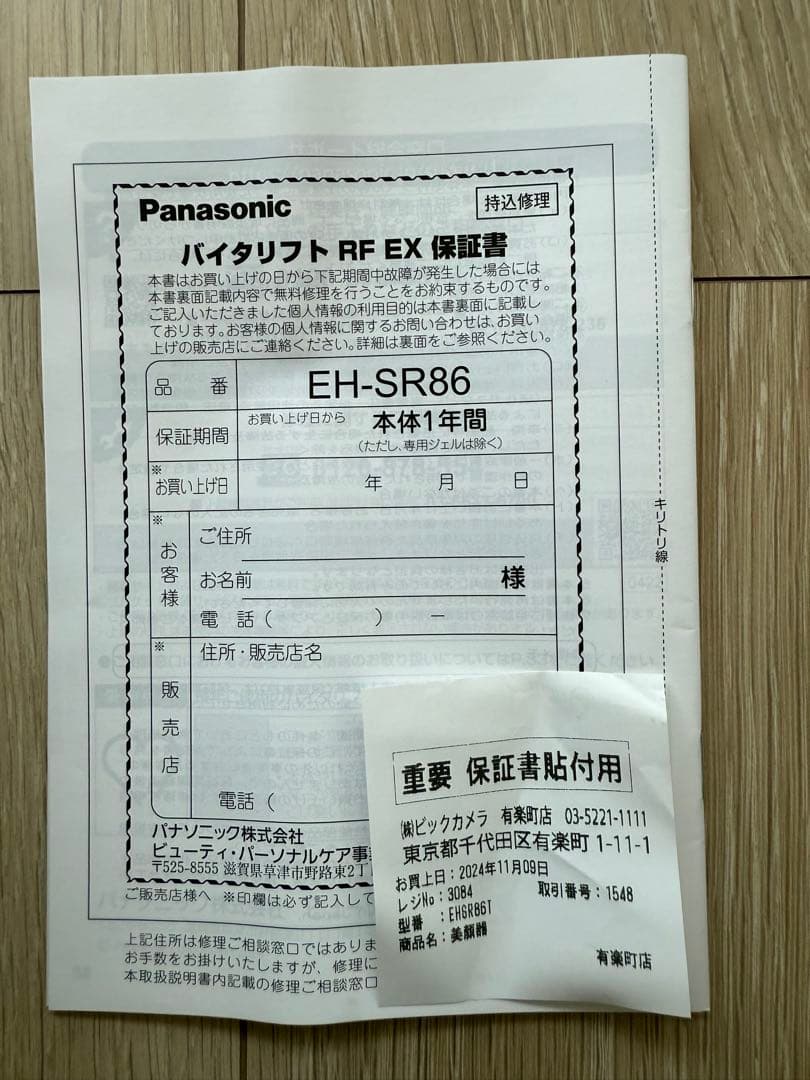 Panasonic
持込修理
バイタリフト RF EX 保証書
本書はお買い上げの日から下記期間中故障が発生した場合には
本書裏面記載内容で無料修理を行うことをお約束するものです。
ご記入いただきました個人情報の利用目的は本書裏面に記載し
ております。お客様の個人情報に関するお問い合わせは、お買い
上げの販売店にご連絡ください。詳細は裏面をご参照ください。
品番 EH-SR86
保証期間 お買い上げ日から 本体1年間
(ただし、専用ジェルは除く)
※お買い上げ日 年 月 日
※お客様
ご住所
お名前 様
電話( ) −
※販売店
住所・販売店名
電話(
パナソニック株式会社
ビューティ・パーソナルケア事
〒525-8555 滋賀県草津市野路東2丁
ご販売店様へ ※印欄は必ず記入して
上記住所は修理ご相談窓口ではありま
お手数をお掛けいたしますが、修理に
本取扱説明書内記載の修理ご相談窓口
キリトリ線
重要 保証書貼付用
㈱ビックカメラ 有楽町店 03-5221-1111
東京都千代田区有楽町 1-11-1
お買上日：2024年11月09日
レジNo：3084 取引番号：1548
型番 ：EHSR86T
商品名：美顔器
有楽町店